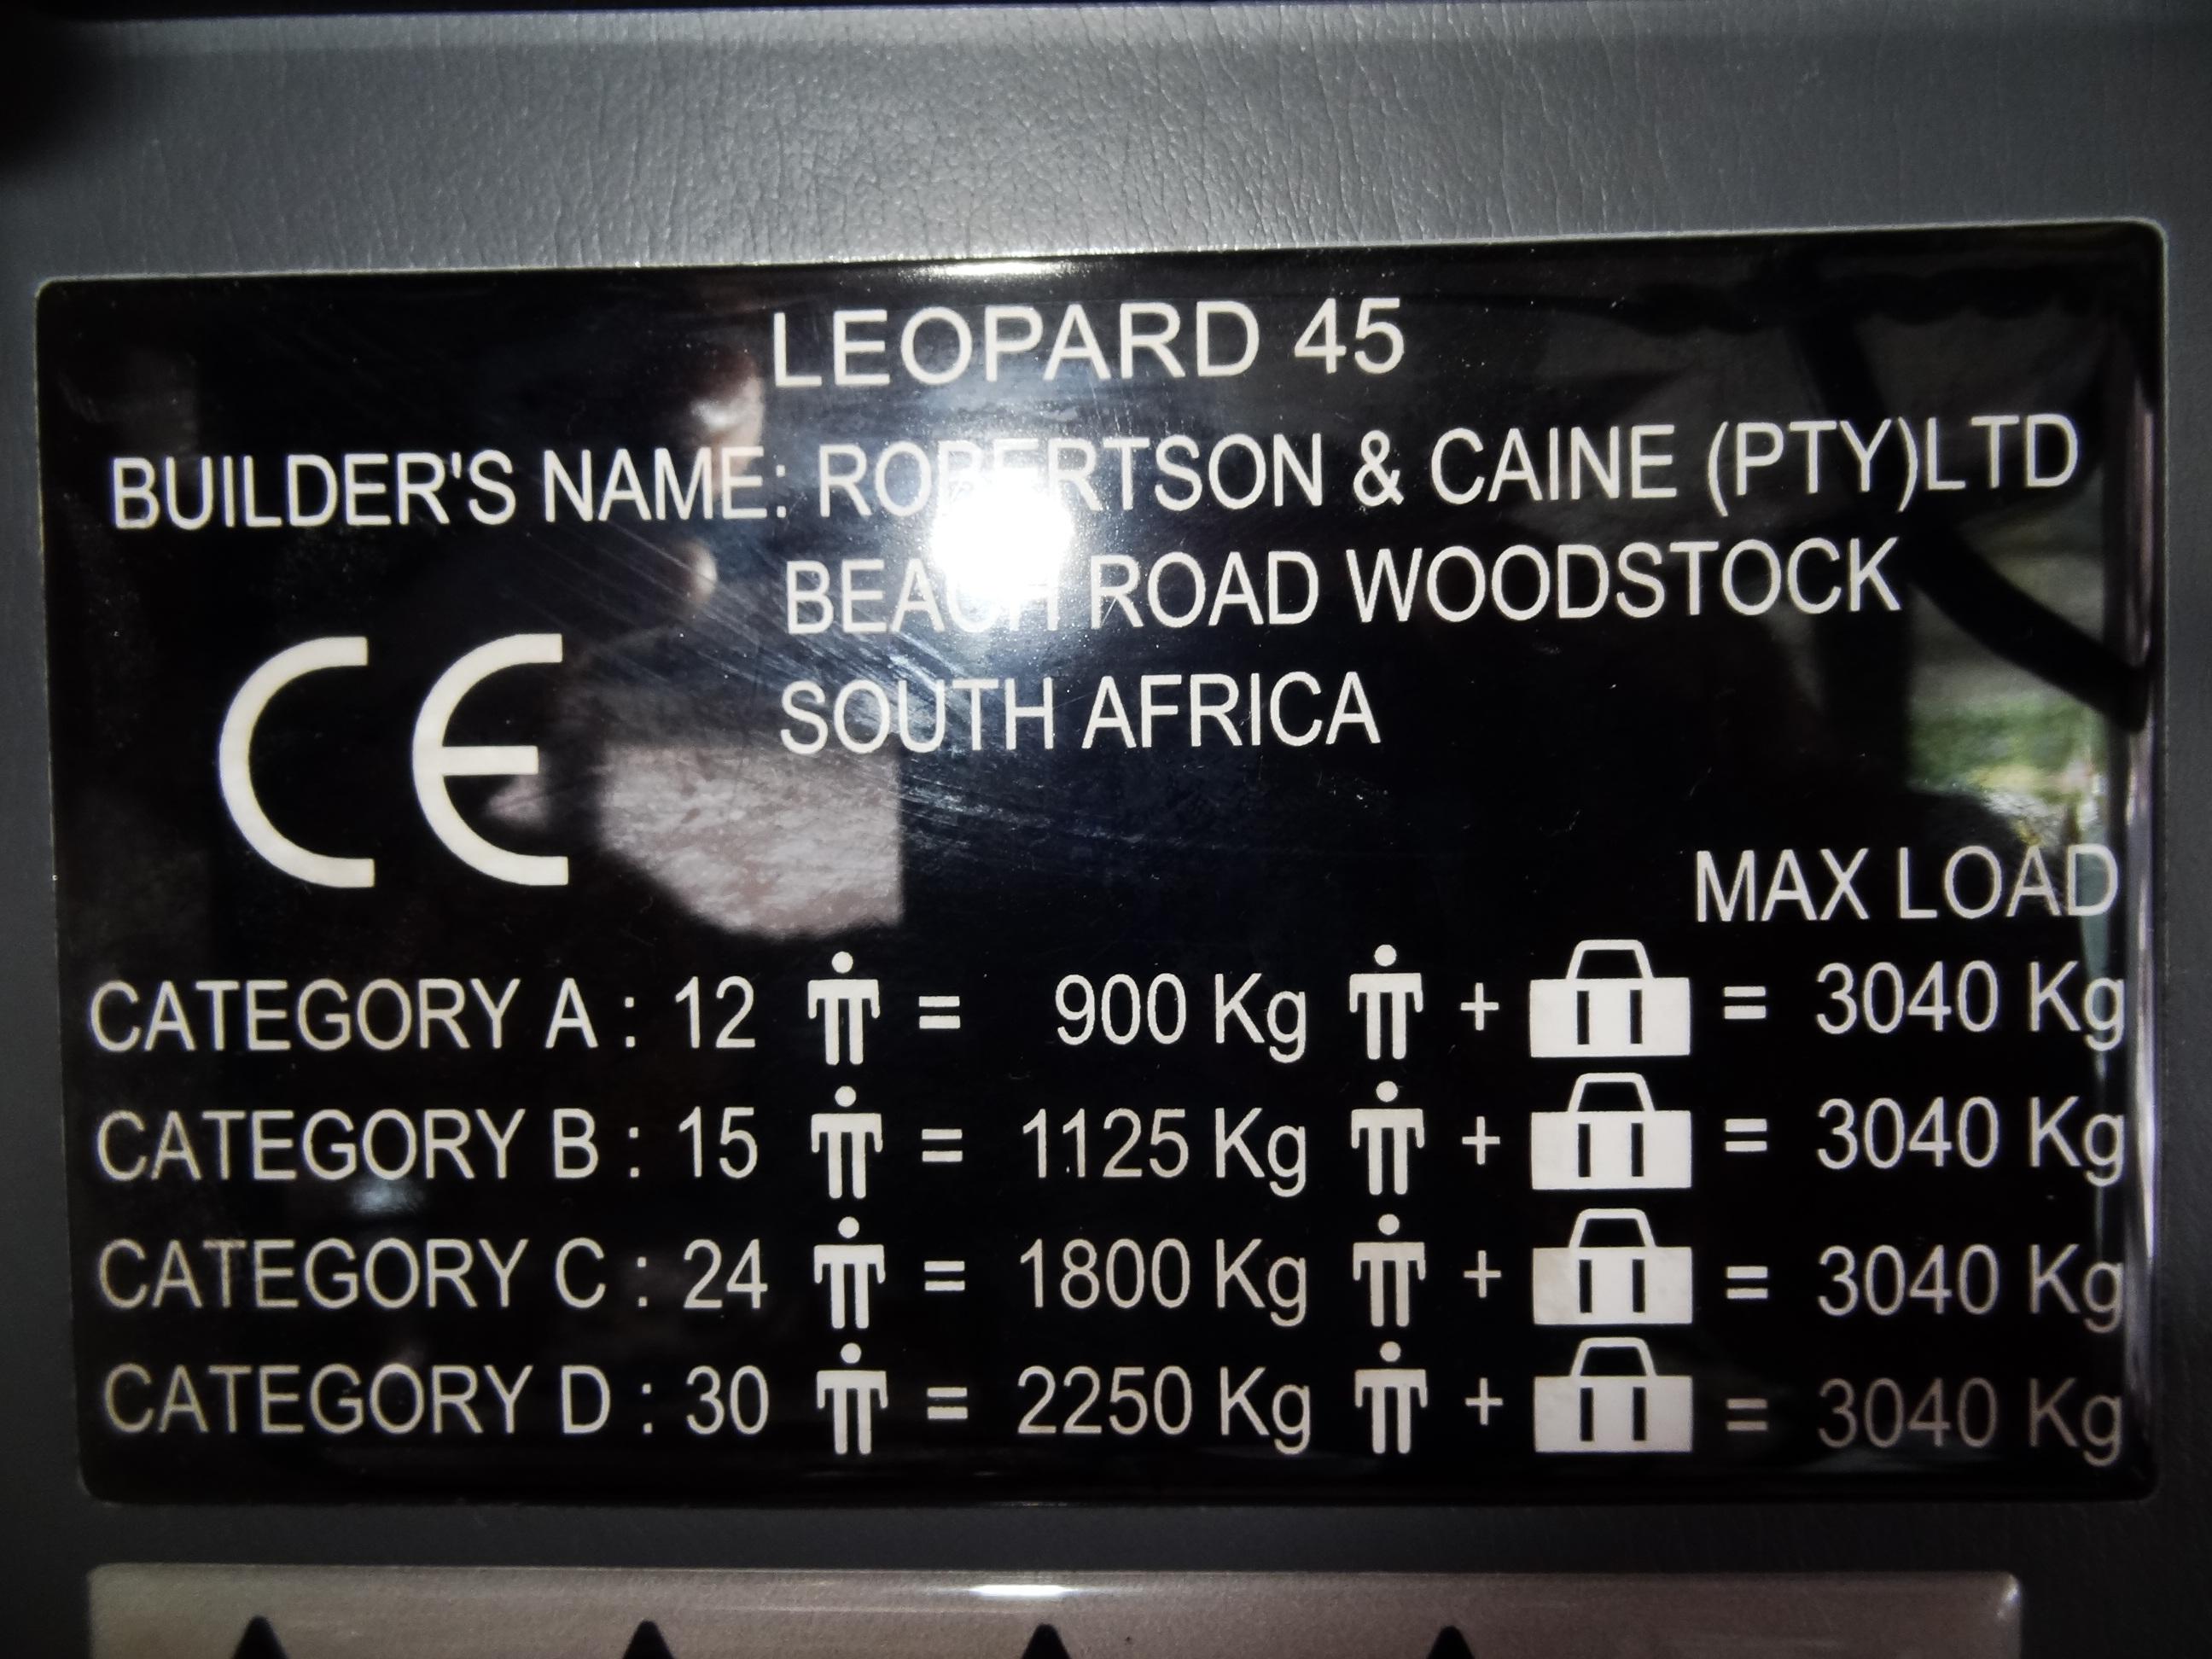 LEOPARD 45
BUILDER'S NAME: ROBERTSON & CAINE (PTY)LTD
BEACH ROAD WOODSTOCK
SOUTH AFRICA
CE
MAX LOAD
CATEGORY A : 12 = 900 Kg + = 3040 Kg
CATEGORY B : 15 = 1125 Kg + = 3040 Kg
CATEGORY C : 24 = 1800 Kg + = 3040 Kg
CATEGORY D : 30 = 2250 Kg + = 3040 Kg